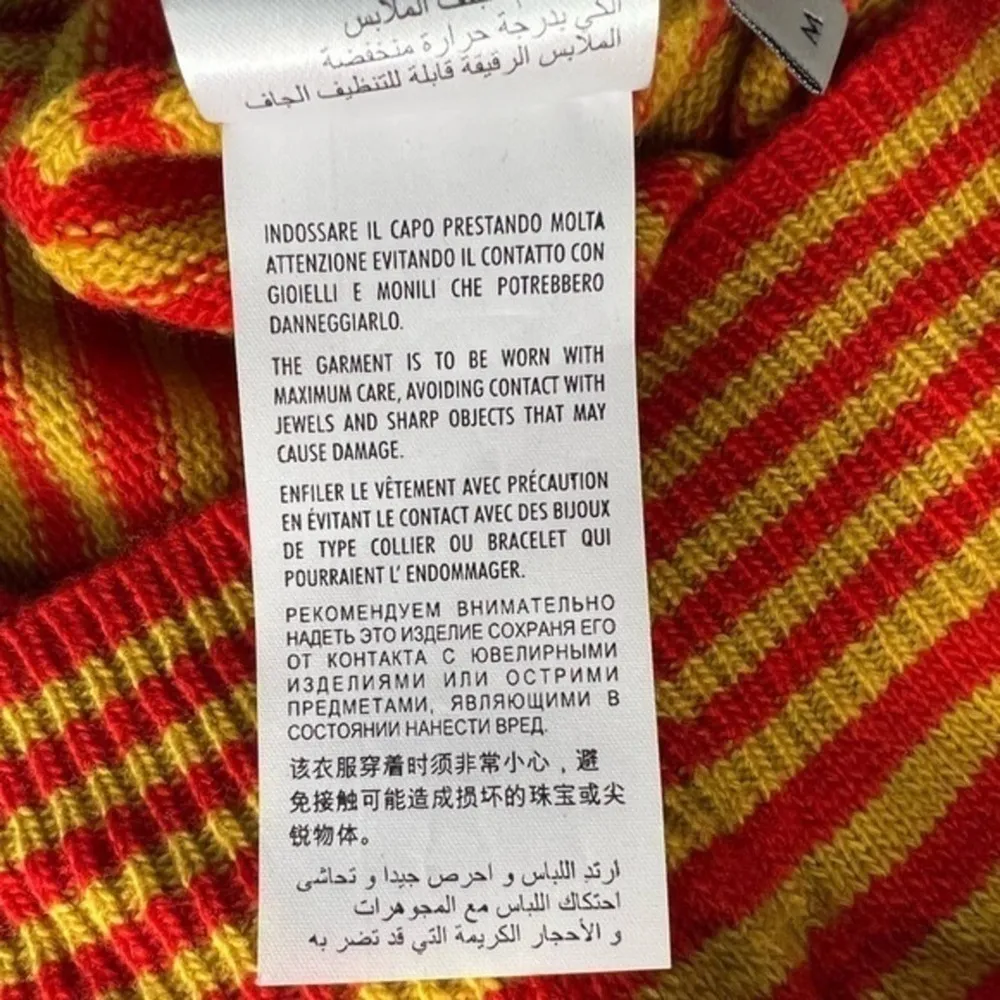 الملابس
الكي بدرجة حرارة منخفضة
الملابس الرقيقة قابلة للتنظيف الجاف
M
INDOSSARE IL CAPO PRESTANDO MOLTA
ATTENZIONE EVITANDO IL CONTATTO CON
GIOIELLI E MONILI CHE POTREBBERO
DANNEGGIARLO.
THE GARMENT IS TO BE WORN WITH
MAXIMUM CARE, AVOIDING CONTACT WITH
JEWELS AND SHARP OBJECTS THAT MAY
CAUSE DAMAGE.
ENFILER LE VÊTEMENT AVEC PRÉCAUTION
EN ÉVITANT LE CONTACT AVEC DES BIJOUX
DE TYPE COLLIER OU BRACELET QUI
POURRAIENT L' ENDOMMAGER.
РЕКОМЕНДУЕМ ВНИМАТЕЛЬНО
НАДЕТЬ ЭТО ИЗДЕЛИЕ СОХРАНЯ ЕГО
ОТ КОНТАКТА С ЮВЕЛИРНЫМИ
ИЗДЕЛИЯМИ ИЛИ ОСТРИМИ
ПРЕДМЕТАМИ, ЯВЛЯЮЩИМИ В
СОСТОЯНИИ НАНЕСТИ ВРЕД.
该衣服穿着时须非常小心，避
免接触可能造成损坏的珠宝或尖
锐物体。
ارتدِ اللباس و احرص جيدا و تحاشى
احتكاك اللباس مع المجوهرات
و الأحجار الكريمة التي قد تضر به